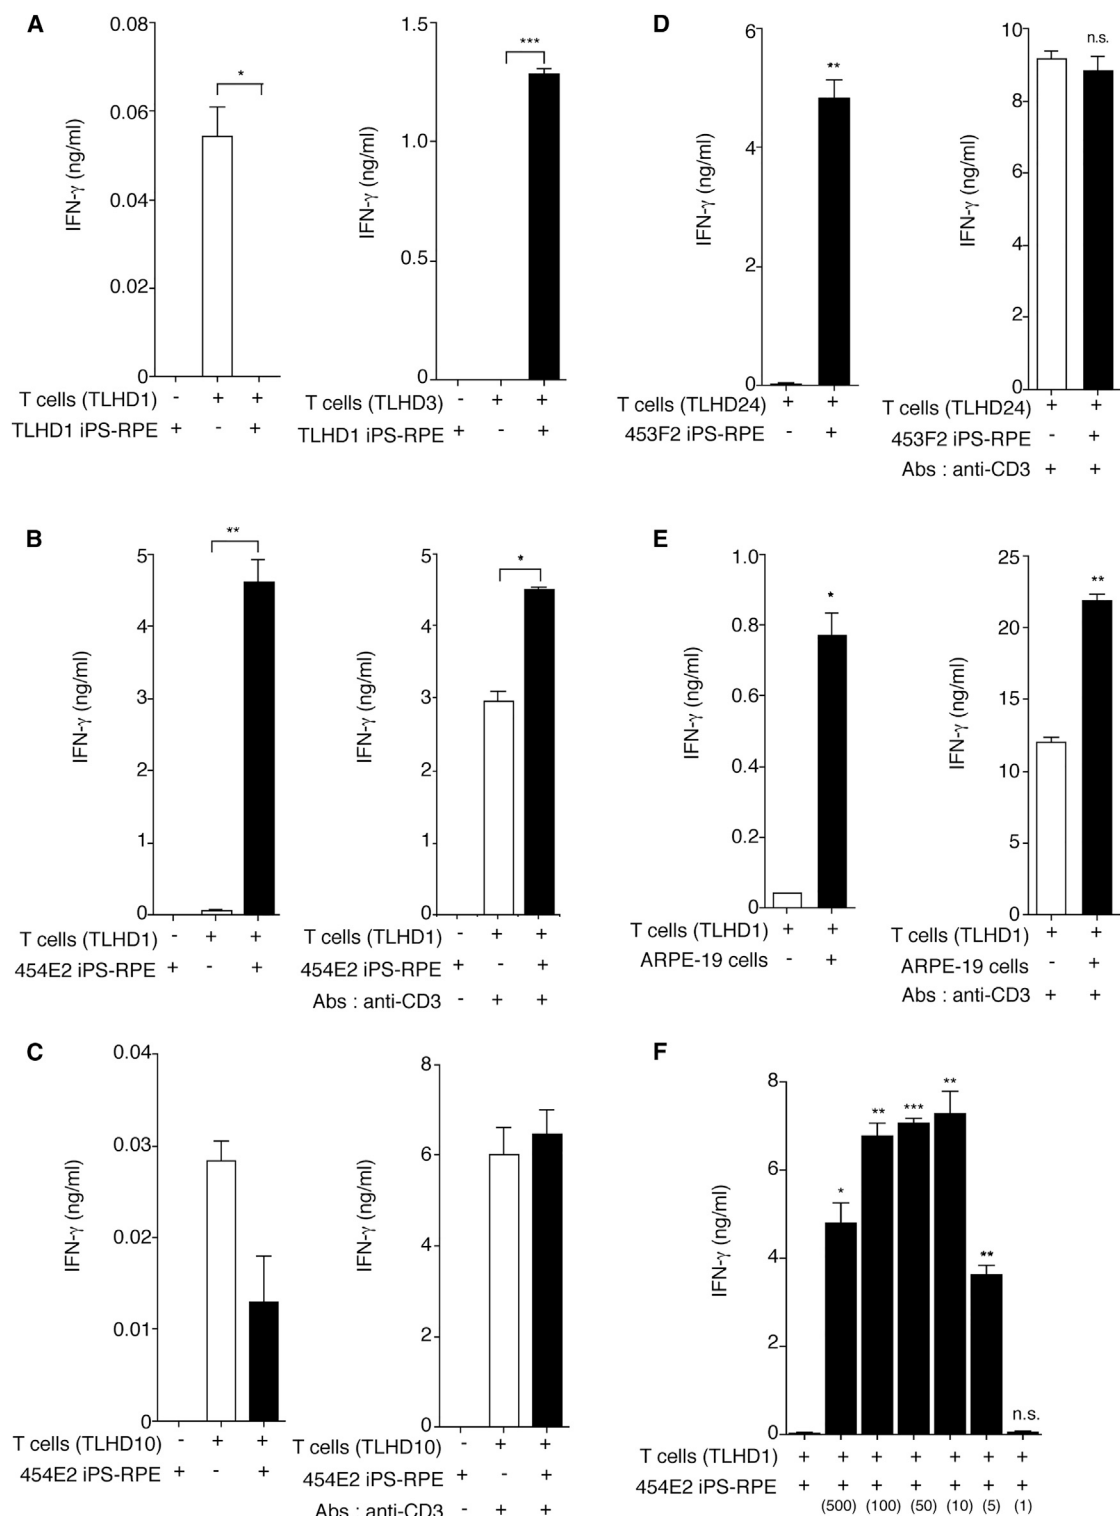 A
0.08
0.06
0.04
0.02
0
IFN-γ (ng/ml)
*
T cells (TLHD1) - + +
TLHD1 iPS-RPE + - +
1.5
1.0
0.5
0
IFN-γ (ng/ml)
***
T cells (TLHD3) - + +
TLHD1 iPS-RPE + - +
B
5
4
3
2
1
0
IFN-γ (ng/ml)
**
T cells (TLHD1) - + +
454E2 iPS-RPE + - +
5
4
3
2
1
0
IFN-γ (ng/ml)
*
T cells (TLHD1) - + +
454E2 iPS-RPE + - +
Abs : anti-CD3 - + +
C
0.04
0.03
0.02
0.01
0
IFN-γ (ng/ml)
T cells (TLHD10) - + +
454E2 iPS-RPE + - +
8
6
4
2
0
IFN-γ (ng/ml)
T cells (TLHD10) - + +
454E2 iPS-RPE + - +
Abs : anti-CD3 - + +
D
6
4
2
0
IFN-γ (ng/ml)
**
T cells (TLHD24) + +
453F2 iPS-RPE - +
10
8
6
4
2
0
IFN-γ (ng/ml)
n.s.
T cells (TLHD24) + +
453F2 iPS-RPE - +
Abs : anti-CD3 + +
E
1.0
0.8
0.6
0.4
0.2
0
IFN-γ (ng/ml)
*
T cells (TLHD1) + +
ARPE-19 cells - +
25
20
15
10
5
0
IFN-γ (ng/ml)
**
T cells (TLHD1) + +
ARPE-19 cells - +
Abs : anti-CD3 + +
F
8
6
4
2
0
IFN-γ (ng/ml)
* ** *** ** ** n.s.
T cells (TLHD1) + + + + + + +
454E2 iPS-RPE + + + + + + +
(500) (100) (50) (10) (5) (1)